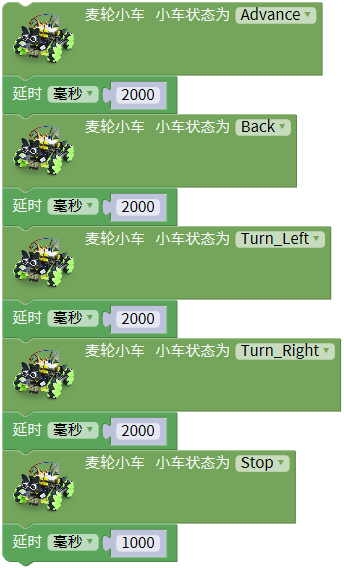 麦轮小车 小车状态为 Advance
延时 毫秒 2000
麦轮小车 小车状态为 Back
延时 毫秒 2000
麦轮小车 小车状态为 Turn_Left
延时 毫秒 2000
麦轮小车 小车状态为 Turn_Right
延时 毫秒 2000
麦轮小车 小车状态为 Stop
延时 毫秒 1000